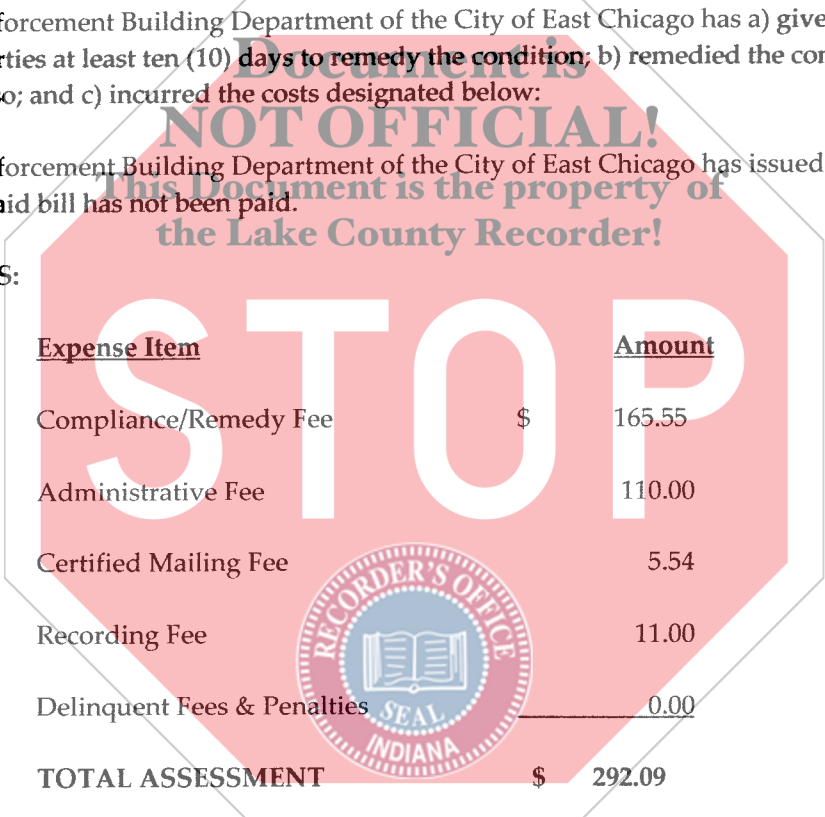 forcement Building Department of the City of East Chicago has a) give
rties at least ten (10) days to remedy the condition; b) remedied the con
o; and c) incurred the costs designated below:
Document is
NOT OFFICIAL!
This Document is the property of
the Lake County Recorder!
forcement Building Department of the City of East Chicago has issued
aid bill has not been paid.
S:
STOP
Expense Item Amount
Compliance/Remedy Fee $ 165.55
Administrative Fee 110.00
Certified Mailing Fee 5.54
Recording Fee 11.00
Delinquent Fees & Penalties 0.00
TOTAL ASSESSMENT $ 292.09
RECORDER'S OFFICE
SEAL
INDIANA